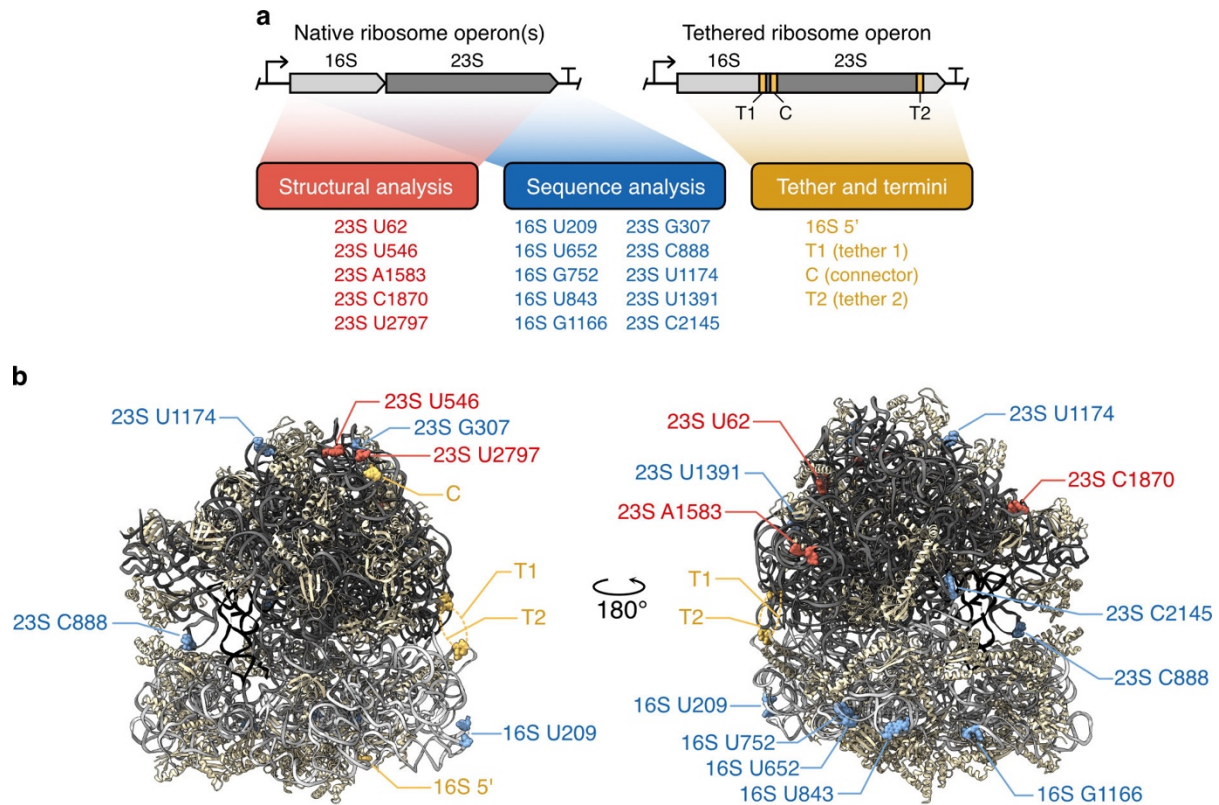 a
Native ribosome operon(s)
Tethered ribosome operon
16S 23S
16S 23S
T1 C T2
Structural analysis
23S U62
23S U546
23S A1583
23S C1870
23S U2797
Sequence analysis
16S U209 23S G307
16S U652 23S C888
16S G752 23S U1174
16S U843 23S U1391
16S G1166 23S C2145
Tether and termini
16S 5’
T1 (tether 1)
C (connector)
T2 (tether 2)
b
23S U1174
23S U546
23S G307
23S U2797
C
T1
T2
23S C888
16S U209
16S 5'
180°
23S U62
23S U1174
23S U1391
23S C1870
23S A1583
T1
T2
23S C2145
23S C888
16S U209
16S U752
16S U652
16S U843
16S G1166